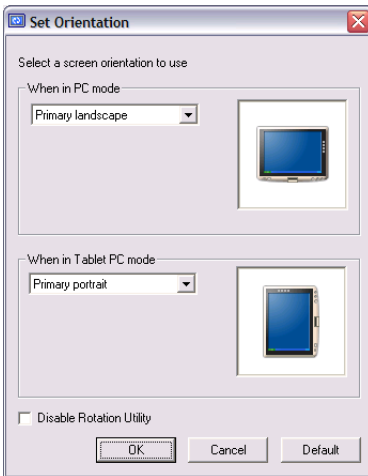 Set Orientation
Select a screen orientation to use
When in PC mode
Primary landscape
When in Tablet PC mode
Primary portrait
Disable Rotation Utility
OK Cancel Default